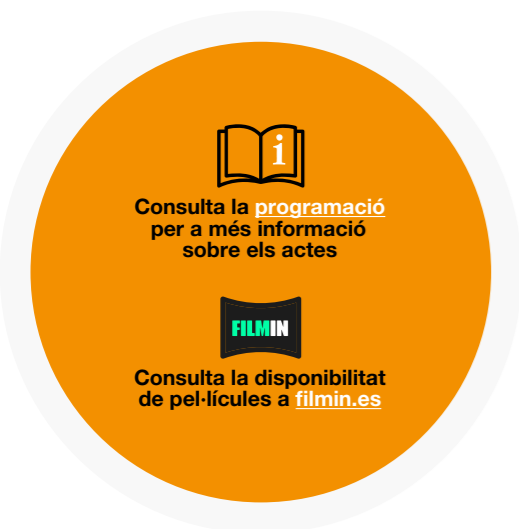 i
Consulta la programació
per a més informació
sobre els actes
FILMIN
Consulta la disponibilitat
de pel·lícules a filmin.es